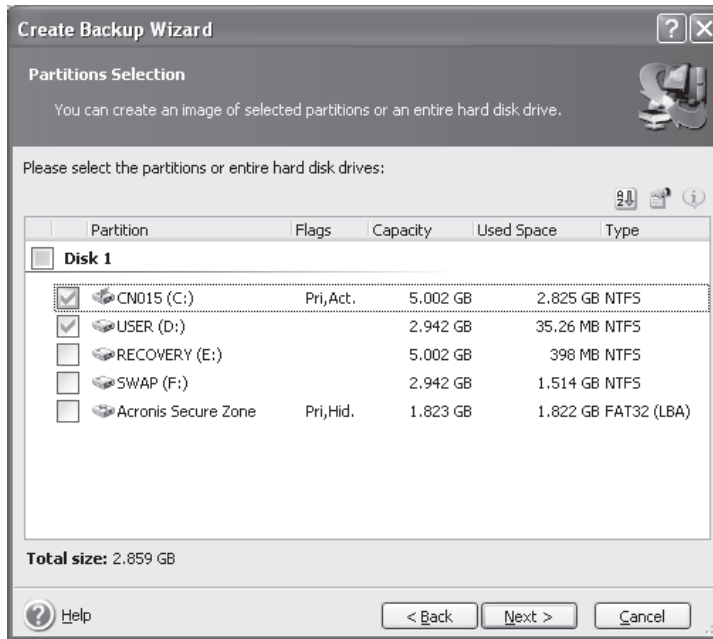 Create Backup Wizard
Partitions Selection
You can create an image of selected partitions or an entire hard disk drive.
Please select the partitions or entire hard disk drives:
Partition Flags Capacity Used Space Type
Disk 1
CN015 (C:) Pri,Act. 5.002 GB 2.825 GB NTFS
USER (D:) 2.942 GB 35.26 MB NTFS
RECOVERY (E:) 5.002 GB 398 MB NTFS
SWAP (F:) 2.942 GB 1.514 GB NTFS
Acronis Secure Zone Pri,Hid. 1.823 GB 1.822 GB FAT32 (LBA)
Total size: 2.859 GB
Help < Back Next > Cancel